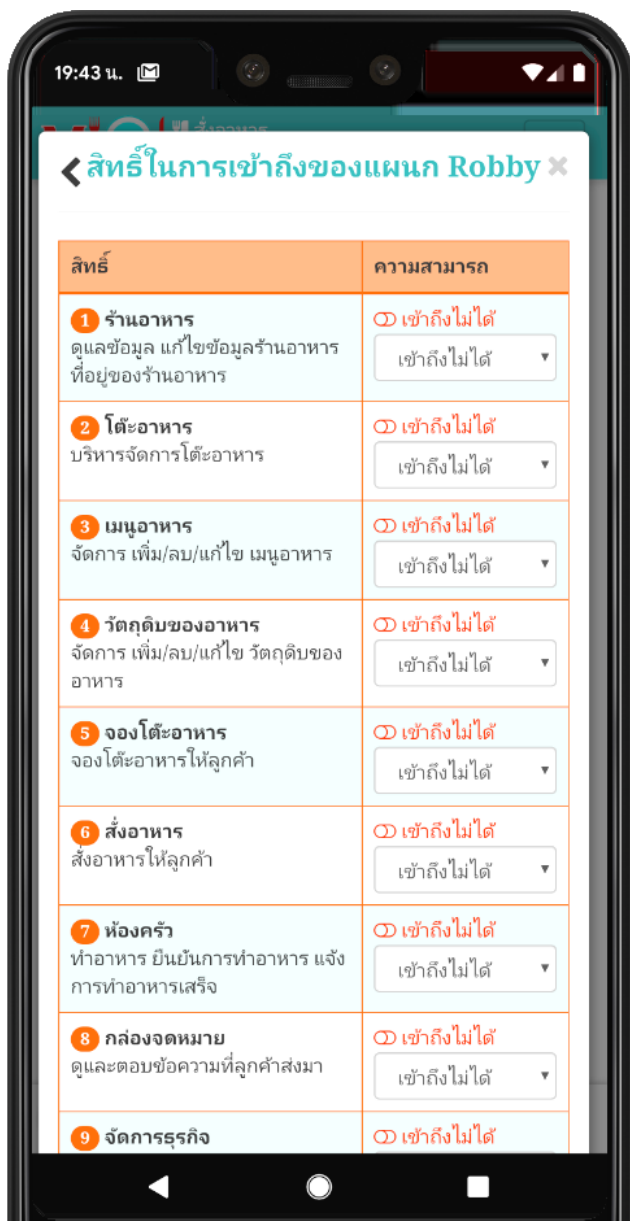 19:43 น.
สั่งอาหาร
สิทธิ์ในการเข้าถึงของแผนก Robby ×
สิทธิ์ ความสามารถ
1 ร้านอาหาร
ดูแลข้อมูล แก้ไขข้อมูลร้านอาหาร
ที่อยู่ของร้านอาหาร
เข้าถึงไม่ได้
เข้าถึงไม่ได้
2 โต๊ะอาหาร
บริหารจัดการโต๊ะอาหาร
เข้าถึงไม่ได้
เข้าถึงไม่ได้
3 เมนูอาหาร
จัดการ เพิ่ม/ลบ/แก้ไข เมนูอาหาร
เข้าถึงไม่ได้
เข้าถึงไม่ได้
4 วัตถุดิบของอาหาร
จัดการ เพิ่ม/ลบ/แก้ไข วัตถุดิบของ
อาหาร
เข้าถึงไม่ได้
เข้าถึงไม่ได้
5 จองโต๊ะอาหาร
จองโต๊ะอาหารให้ลูกค้า
เข้าถึงไม่ได้
เข้าถึงไม่ได้
6 สั่งอาหาร
สั่งอาหารให้ลูกค้า
เข้าถึงไม่ได้
เข้าถึงไม่ได้
7 ห้องครัว
ทำอาหาร ยืนยันการทำอาหาร แจ้ง
การทำอาหารเสร็จ
เข้าถึงไม่ได้
เข้าถึงไม่ได้
8 กล่องจดหมาย
ดูและตอบข้อความที่ลูกค้าส่งมา
เข้าถึงไม่ได้
เข้าถึงไม่ได้
9 จัดการธุรกิจ
เข้าถึงไม่ได้